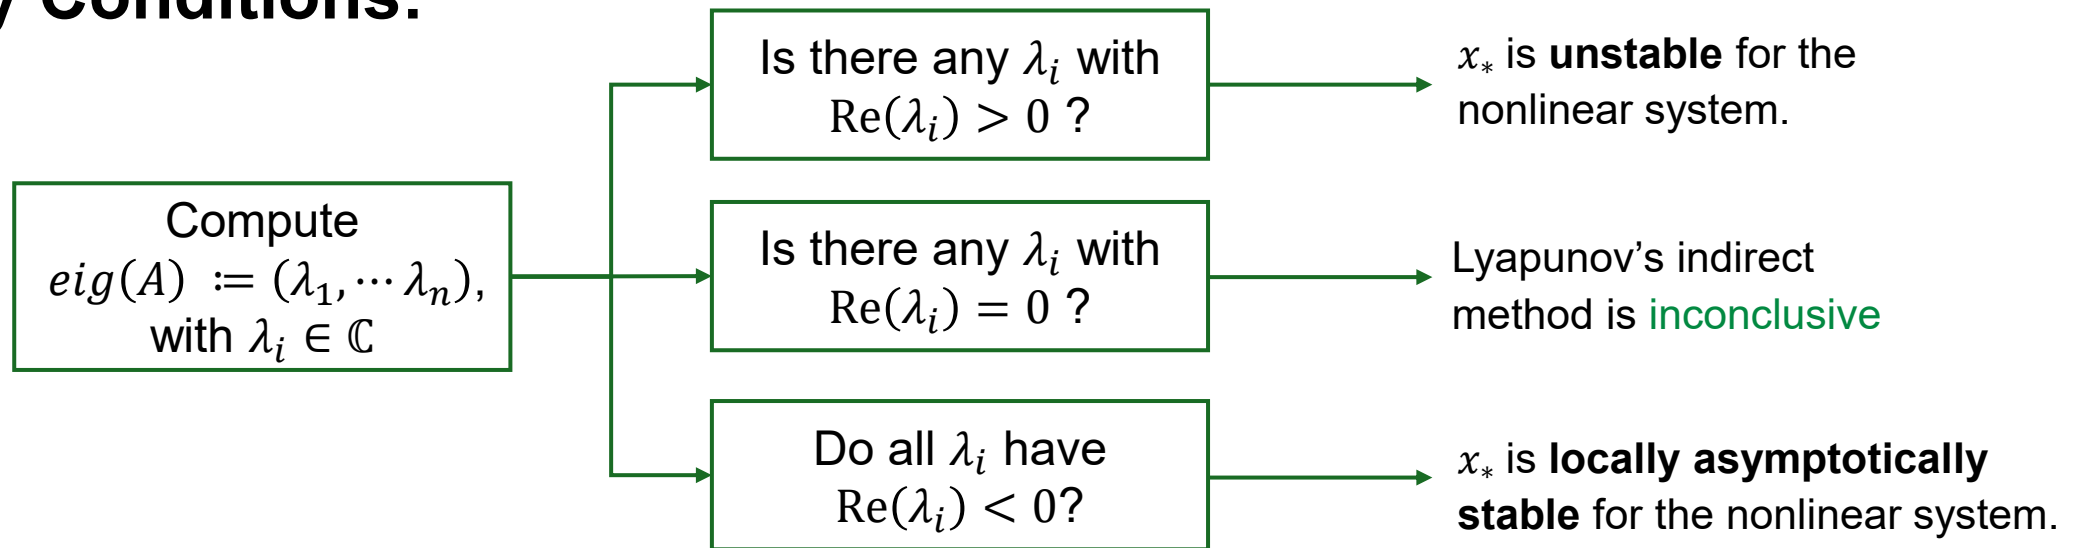 y Conditions:
Compute
eig(A) ≔ (λ₁, ⋯ λₙ),
with λᵢ ∈ ℂ
Is there any λᵢ with
Re(λᵢ) > 0 ?
x∗ is unstable for the
nonlinear system.
Is there any λᵢ with
Re(λᵢ) = 0 ?
Lyapunov’s indirect
method is inconclusive
Do all λᵢ have
Re(λᵢ) < 0?
x∗ is locally asymptotically
stable for the nonlinear system.